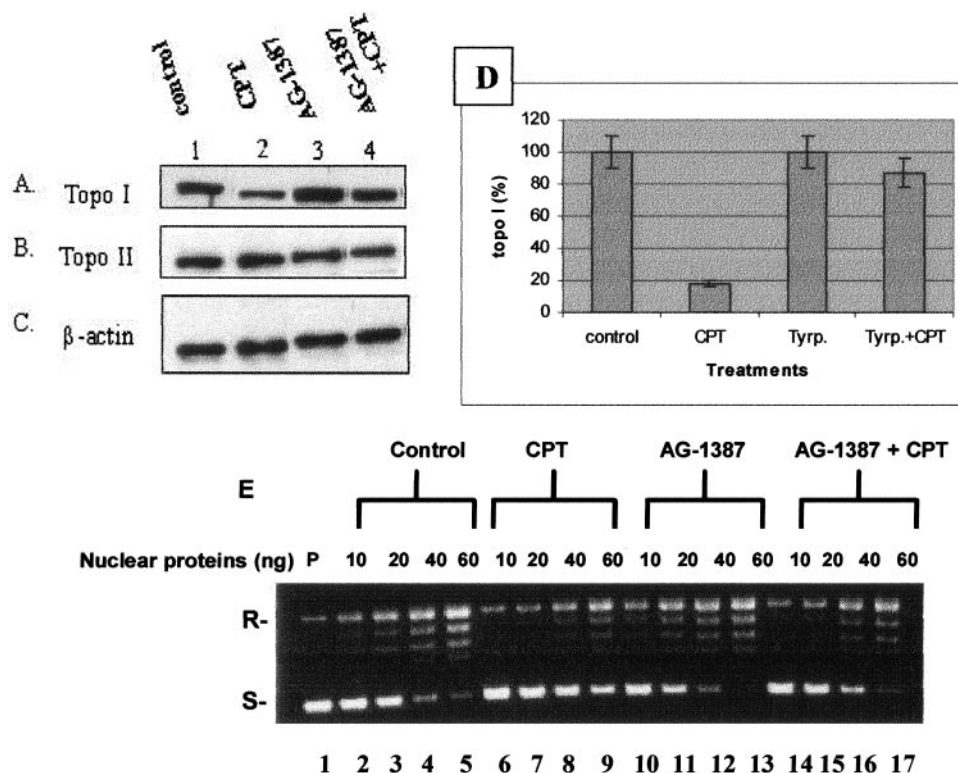 control
CPT
AG-1387
AG-1387
+CPT
1 2 3 4
A. Topo I
B. Topo II
C. β-actin
D
topo I (%)
120
100
80
60
40
20
0
control CPT Tyrp. Tyrp.+CPT
Treatments
E
Control CPT AG-1387 AG-1387 + CPT
Nuclear proteins (ng) P 10 20 40 60 10 20 40 60 10 20 40 60 10 20 40 60
R-
S-
1 2 3 4 5 6 7 8 9 10 11 12 13 14 15 16 17